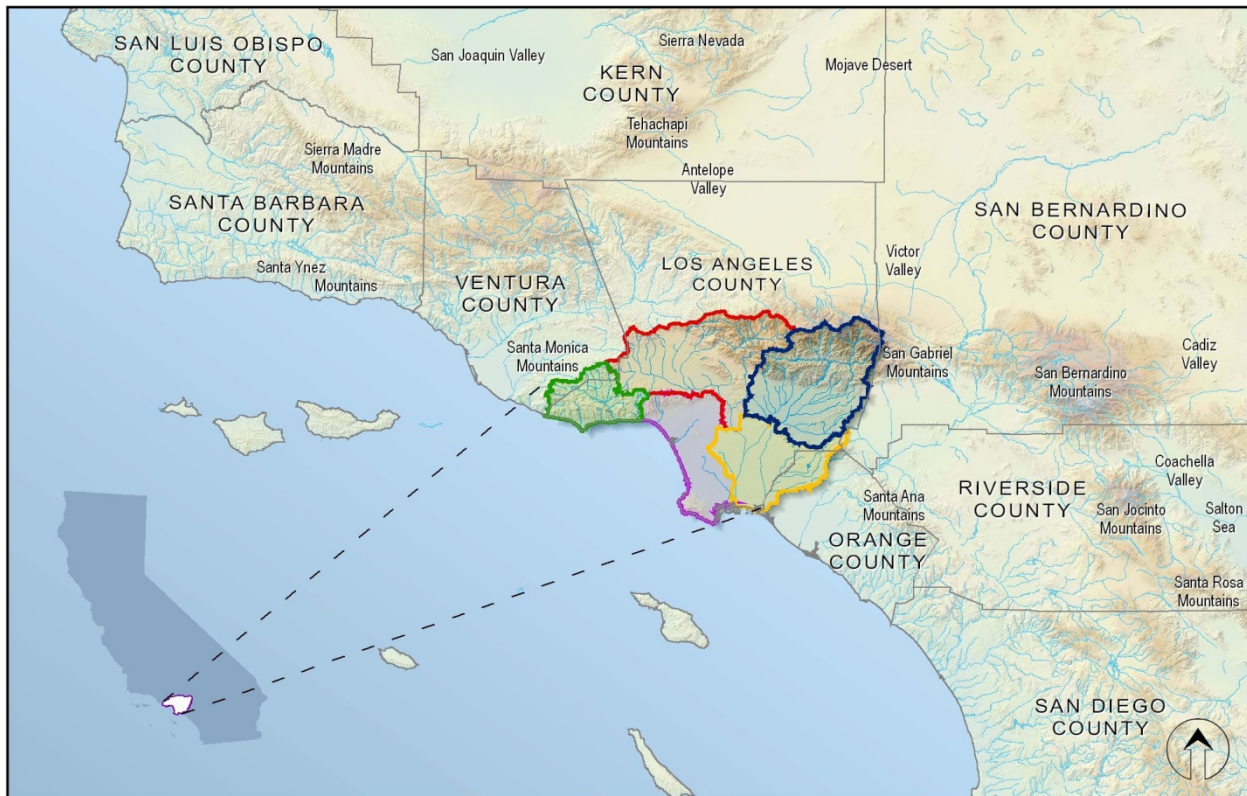 SAN LUIS OBISPO
COUNTY
San Joaquin Valley
Sierra Nevada
Mojave Desert
KERN
COUNTY
Tehachapi
Mountains
Sierra Madre
Mountains
Antelope
Valley
SANTA BARBARA
COUNTY
SAN BERNARDINO
COUNTY
Santa Ynez
Mountains
VENTURA
COUNTY
LOS ANGELES
COUNTY
Victor
Valley
Santa Monica
Mountains
San Gabriel
Mountains
San Bernardino
Mountains
Cadiz
Valley
Coachella
Valley
RIVERSIDE
COUNTY
Santa Ana
Mountains
San Jocinto
Mountains
Salton
Sea
ORANGE
COUNTY
Santa Rosa
Mountains
SAN DIEGO
COUNTY